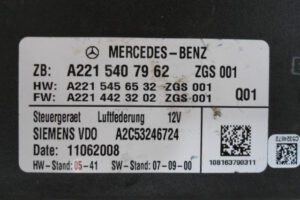 MERCEDES-BENZ
ZB: A221 540 79 62 ZGS 001
HW: A221 545 65 32 ZGS 001
FW: A221 442 32 02 ZGS 001 Q01
Steuergeraet Luftfederung 12V
SIEMENS VDO A2C53246724
Date: 11062008
HW-Stand: 05-41 SW-Stand: 07-09-00
108163790311